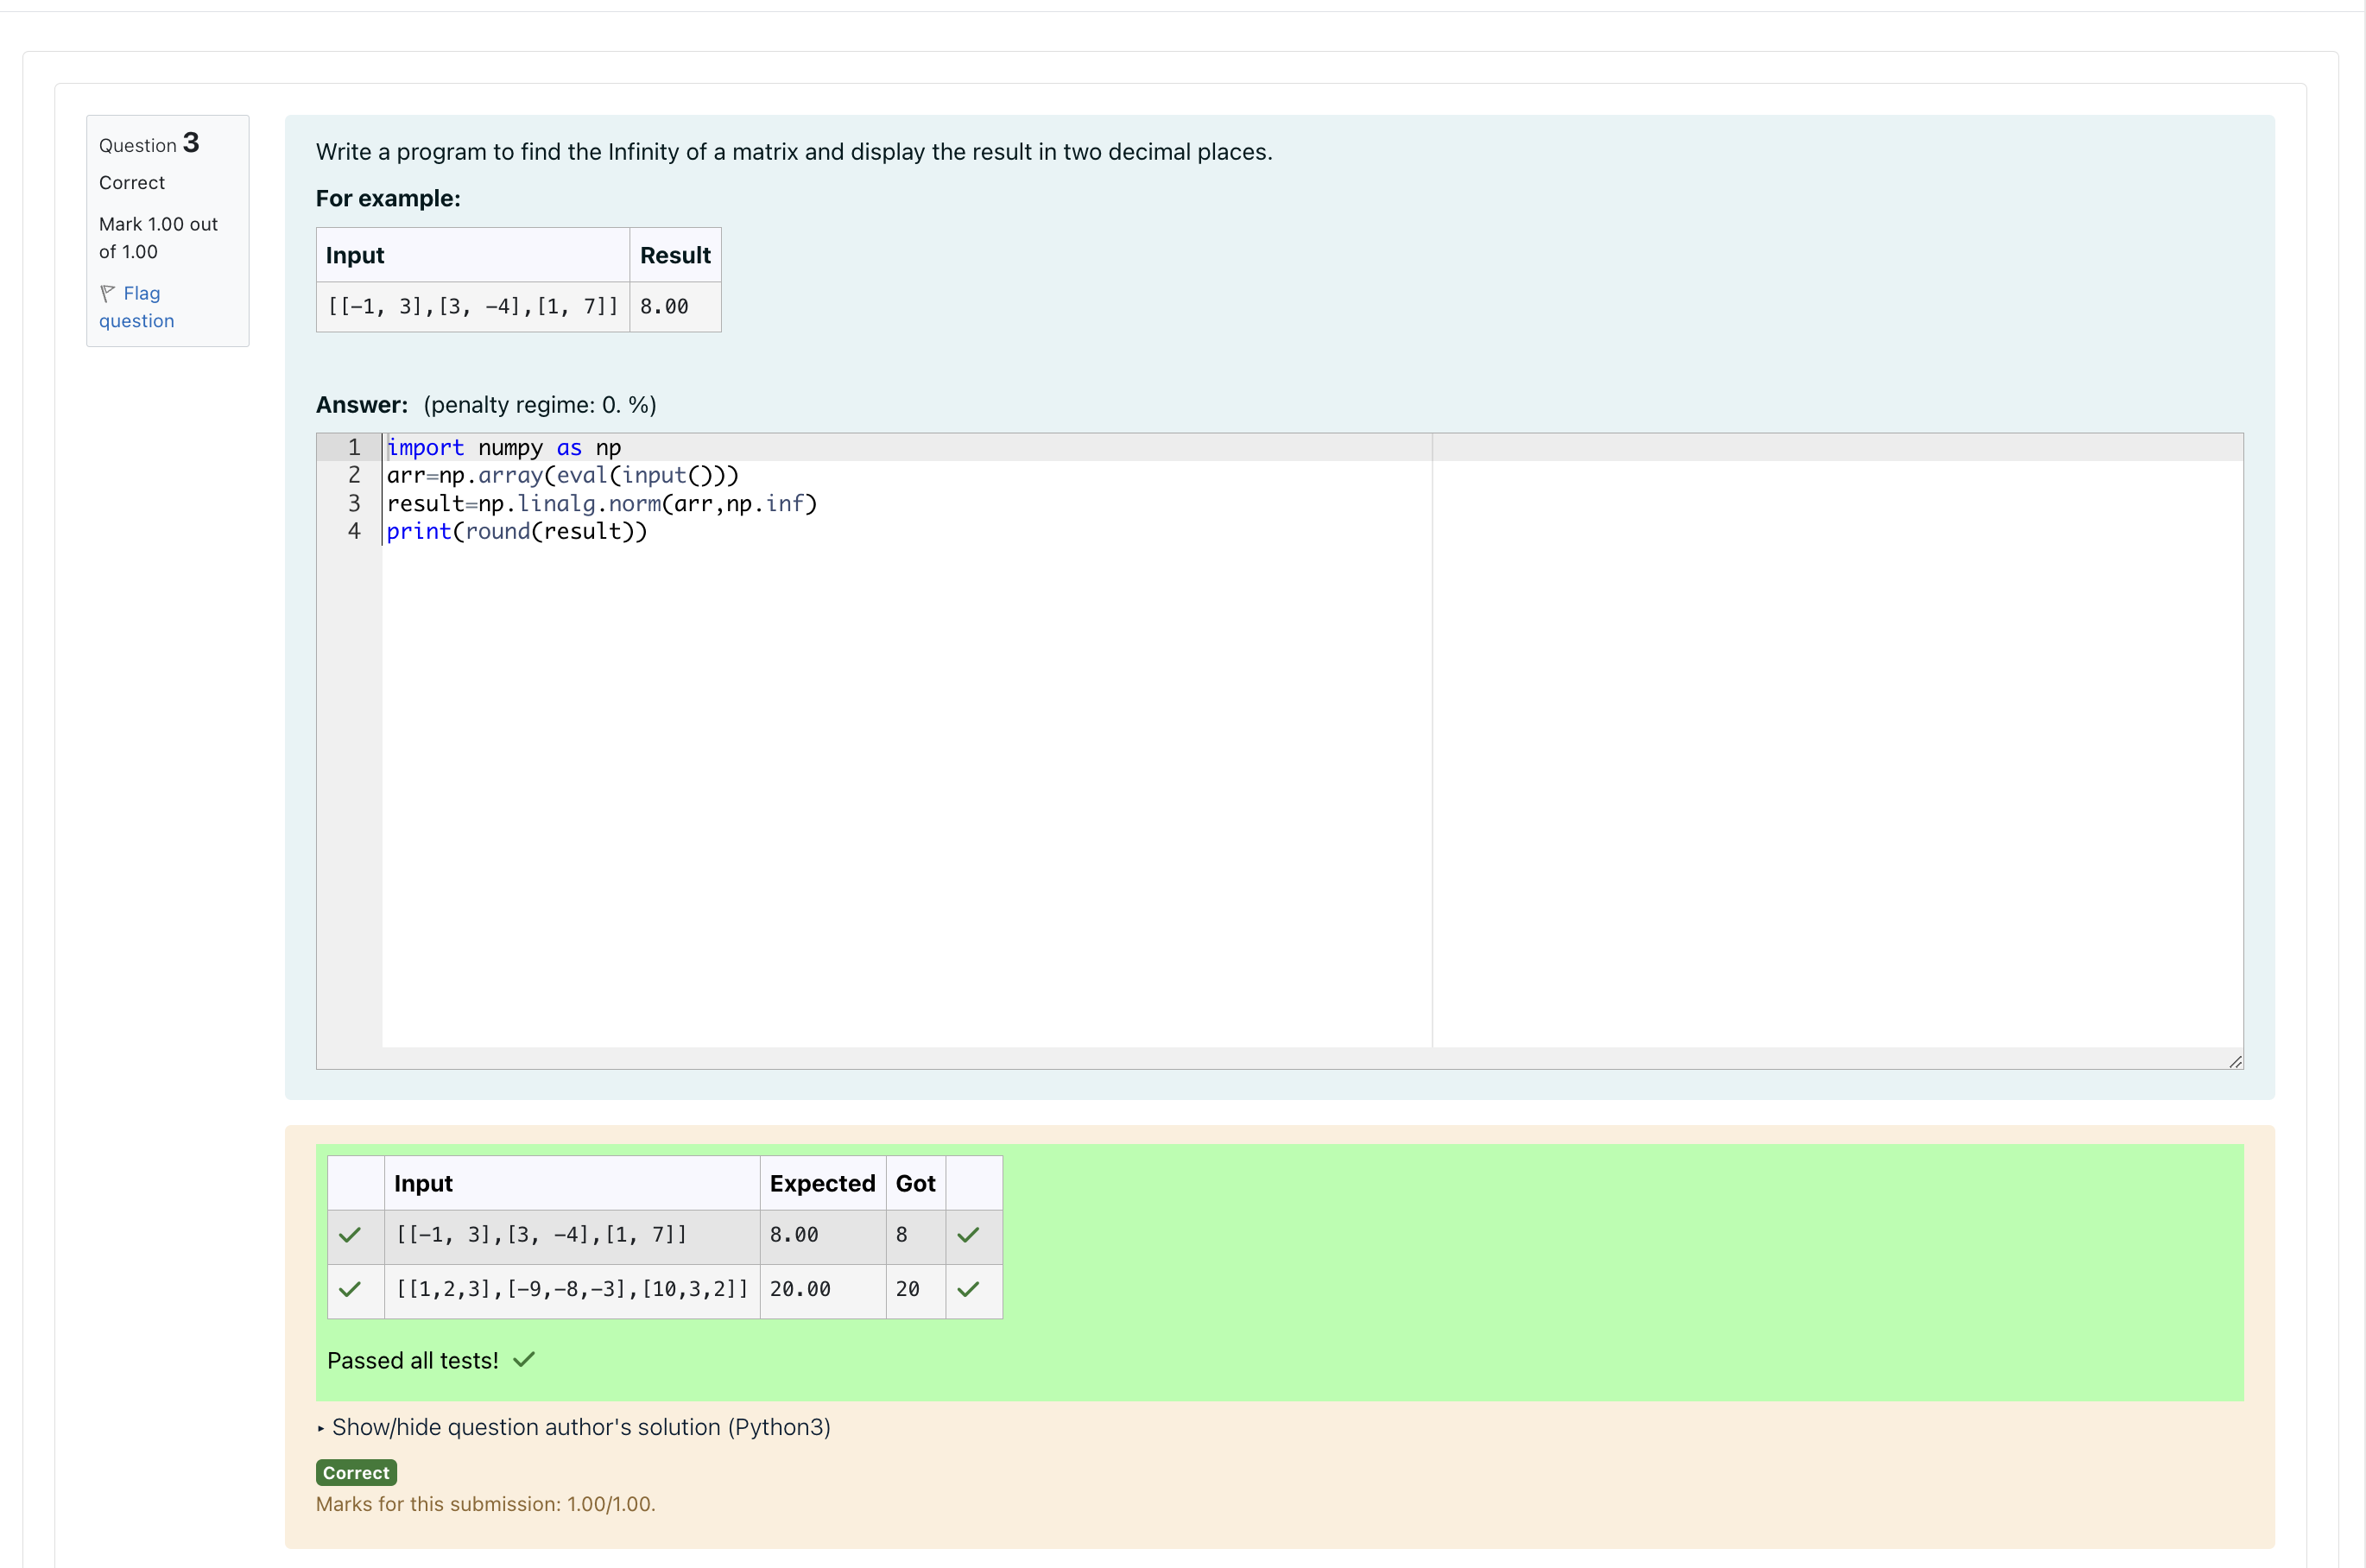 Question 3
Correct
Mark 1.00 out
of 1.00
Flag
question
Write a program to find the Infinity of a matrix and display the result in two decimal places.
For example:
Input Result
[[-1, 3],[3, -4],[1, 7]] 8.00
Answer: (penalty regime: 0. %)
1 import numpy as np
2 arr=np.array(eval(input()))
3 result=np.linalg.norm(arr,np.inf)
4 print(round(result))
Input Expected Got
[[-1, 3],[3, -4],[1, 7]] 8.00 8
[[1,2,3],[-9,-8,-3],[10,3,2]] 20.00 20
Passed all tests!
Show/hide question author's solution (Python3)
Correct
Marks for this submission: 1.00/1.00.